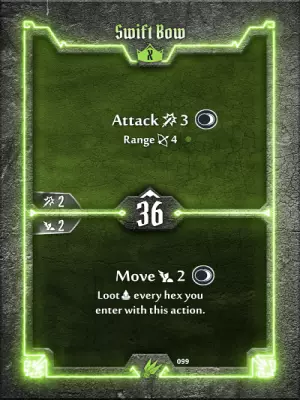 Swift Bow
X
Attack 3
Range 4
2
36
2
Move 2
Loot every hex you
enter with this action.
099